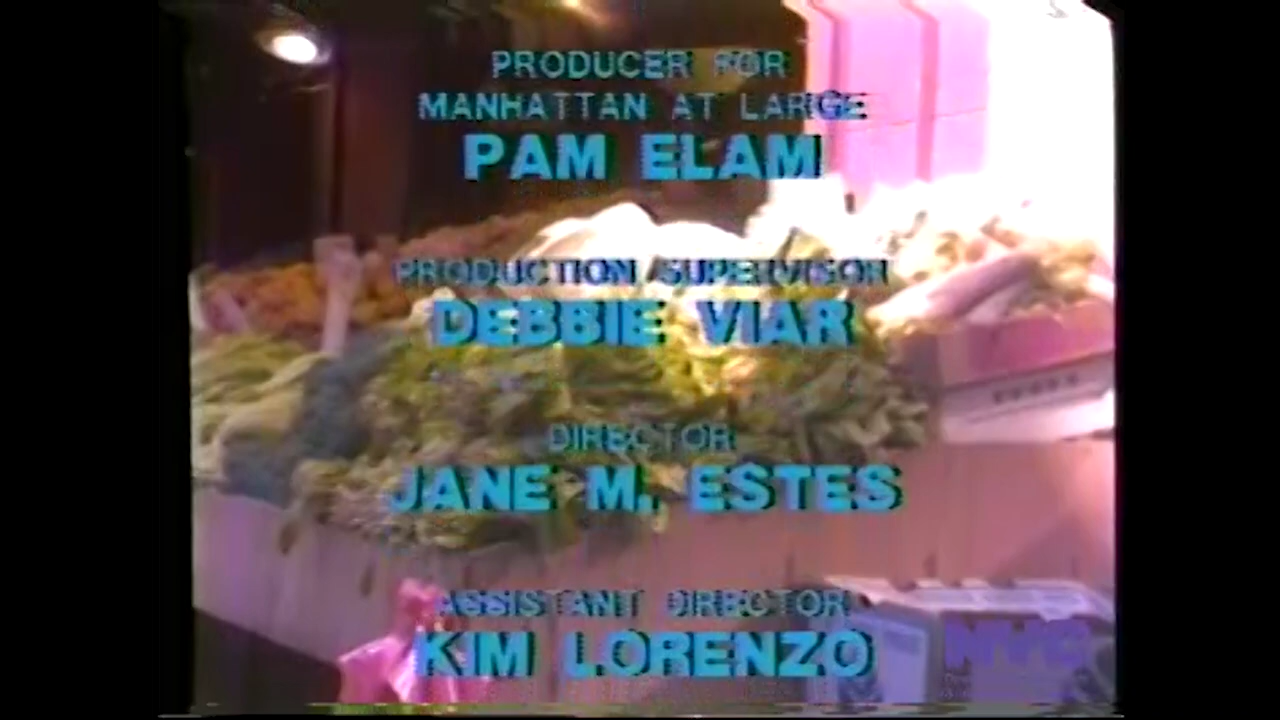 PRODUCER FOR
MANHATTAN AT LARGE
PAM ELAM
PRODUCTION SUPERVISOR
DEBBIE VIAR
DIRECTOR
JANE M. ESTES
ASSISTANT DIRECTOR
KIM LORENZO
NYC